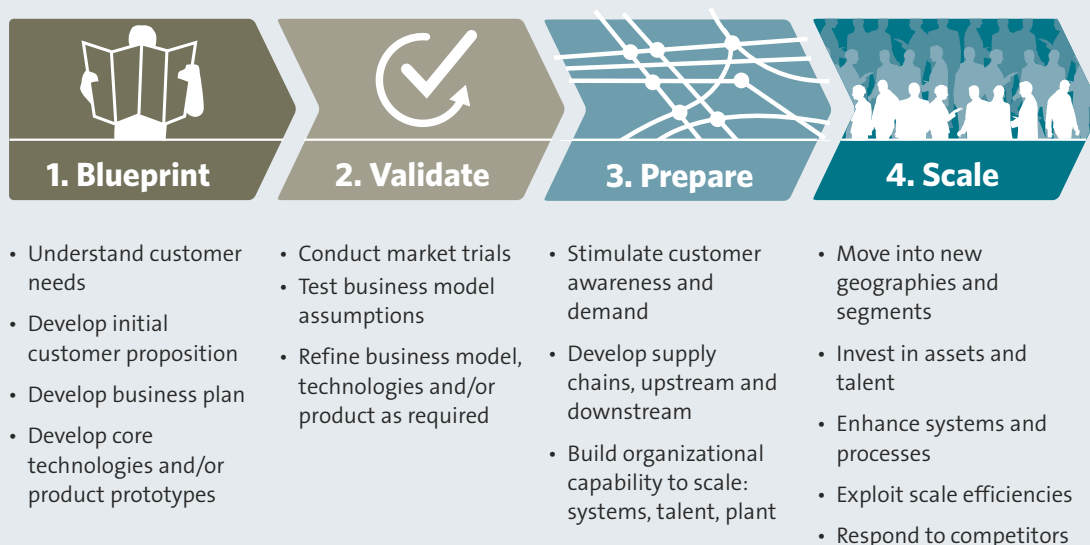 1. Blueprint
• Understand customer
needs
• Develop initial
customer proposition
• Develop business plan
• Develop core
technologies and/or
product prototypes
2. Validate
• Conduct market trials
• Test business model
assumptions
• Refine business model,
technologies and/or
product as required
3. Prepare
• Stimulate customer
awareness and
demand
• Develop supply
chains, upstream and
downstream
• Build organizational
capability to scale:
systems, talent, plant
4. Scale
• Move into new
geographies and
segments
• Invest in assets and
talent
• Enhance systems and
processes
• Exploit scale efficiencies
• Respond to competitors